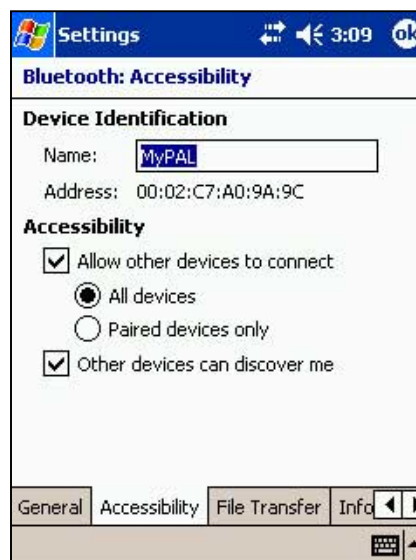 Settings 3:09 ok
Bluetooth: Accessibility
Device Identification
Name: MyPAL
Address: 00:02:C7:A0:9A:9C
Accessibility
Allow other devices to connect
All devices
Paired devices only
Other devices can discover me
General Accessibility File Transfer Info